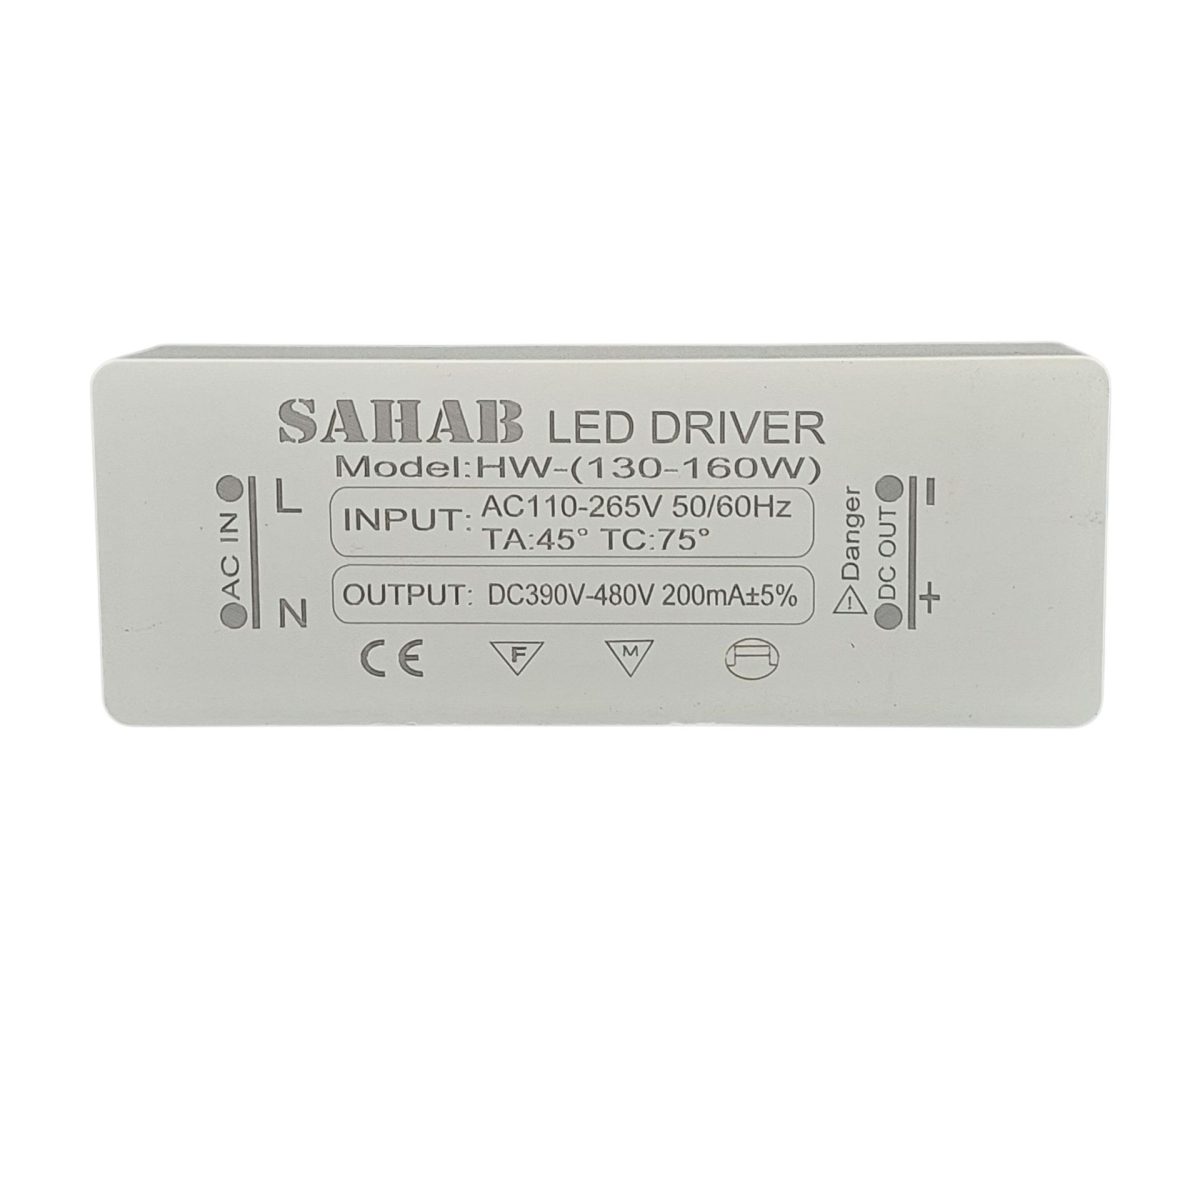 SAHAB LED DRIVER
Model:HW-(130-160W)
AC IN
L
N
INPUT: AC110-265V 50/60Hz
TA:45° TC:75°
OUTPUT: DC390V-480V 200mA±5%
Danger
DC OUT
-
+
CE F M